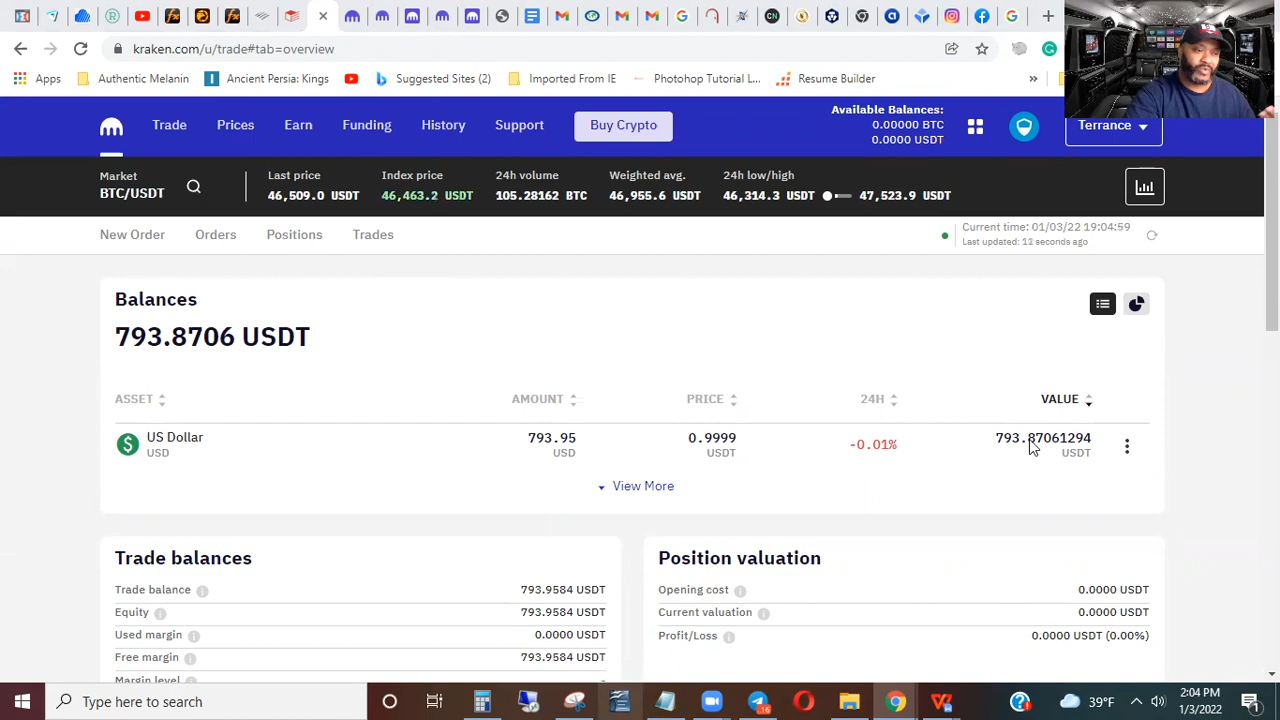 kraken.com/u/trade#tab=overview
Apps Authentic Melanin Ancient Persa: Kings Suggested Sites (2) Imported From IE Photohop Tutorial L... Resume Builder »
Trade Prices Earn Funding History Support Buy Crypto
Available Balances:
0.00000 BTC
0.0000 USDT
Terrance
Market
BTC/USDT
Last price
46,509.0 USDT
Index price
46,463.2 USDT
24h volume
105.28162 BTC
Weighted avg.
46,955.6 USDT
24h low/high
46,314.3 USDT 47,523.9 USDT
New Order Orders Positions Trades
Current time: 01/03/22 19:04:59
Last updated: 12 seconds ago
Balances
793.8706 USDT
ASSET AMOUNT PRICE 24H VALUE
US Dollar 793.95 0.9999 -0.01% 793.87061294
USD USD USDT USDT
View More
Trade balances
Trade balance 793.9584 USDT
Equity 793.9584 USDT
Used margin 0.0000 USDT
Free margin 793.9584 USDT
Margin level
Position valuation
Opening cost 0.0000 USDT
Current valuation 0.0000 USDT
Profit/Loss 0.0000 USDT (0.00%)
Type here to search
16
39°F
2:04 PM
1/3/2022